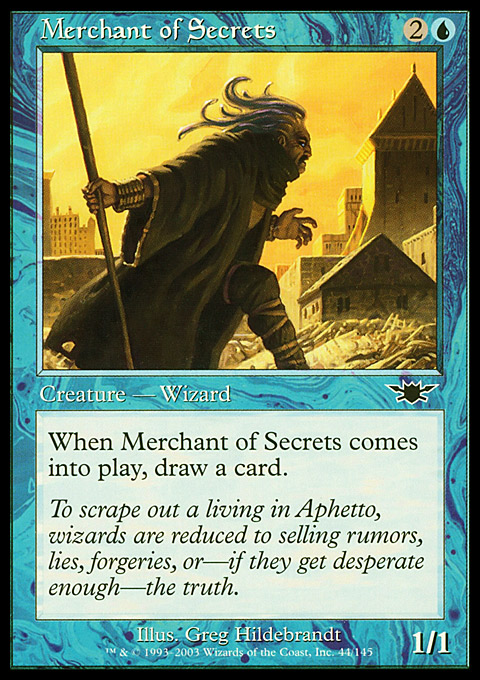 Merchant of Secrets 2
Creature — Wizard
When Merchant of Secrets comes
into play, draw a card.
To scrape out a living in Aphetto,
wizards are reduced to selling rumors,
lies, forgeries, or—if they get desperate
enough—the truth.
Illus. Greg Hildebrandt
1/1
™ & © 1993-2003 Wizards of the Coast, Inc. 44/145